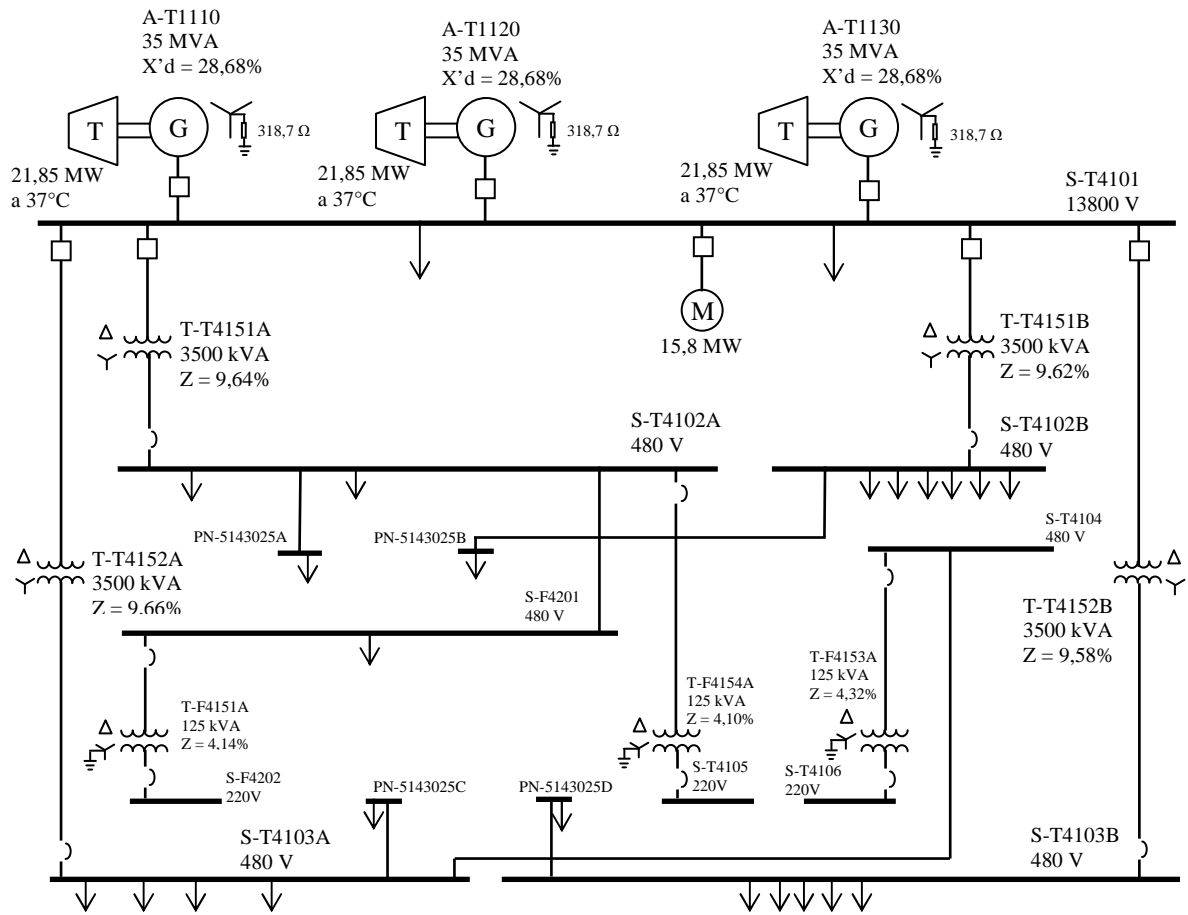 A-T1110
35 MVA
X'd = 28,68%
A-T1120
35 MVA
X'd = 28,68%
A-T1130
35 MVA
X'd = 28,68%
T
G
318,7 Ω
T
G
318,7 Ω
T
G
318,7 Ω
21,85 MW
a 37°C
21,85 MW
a 37°C
21,85 MW
a 37°C
S-T4101
13800 V
M
15,8 MW
Δ
T-T4151A
3500 kVA
Z = 9,64%
Δ
T-T4151B
3500 kVA
Z = 9,62%
S-T4102A
480 V
S-T4102B
480 V
PN-5143025A
PN-5143025B
S-T4104
480 V
Δ
T-T4152A
3500 kVA
Z = 9,66%
Δ
T-T4152B
3500 kVA
Z = 9,58%
S-F4201
480 V
Δ
T-F4151A
125 kVA
Z = 4,14%
Δ
T-F4154A
125 kVA
Z = 4,10%
T-F4153A
125 kVA
Z = 4,32%
Δ
S-F4202
220V
PN-5143025C
PN-5143025D
S-T4105
220V
S-T4106
220V
S-T4103A
480 V
S-T4103B
480 V